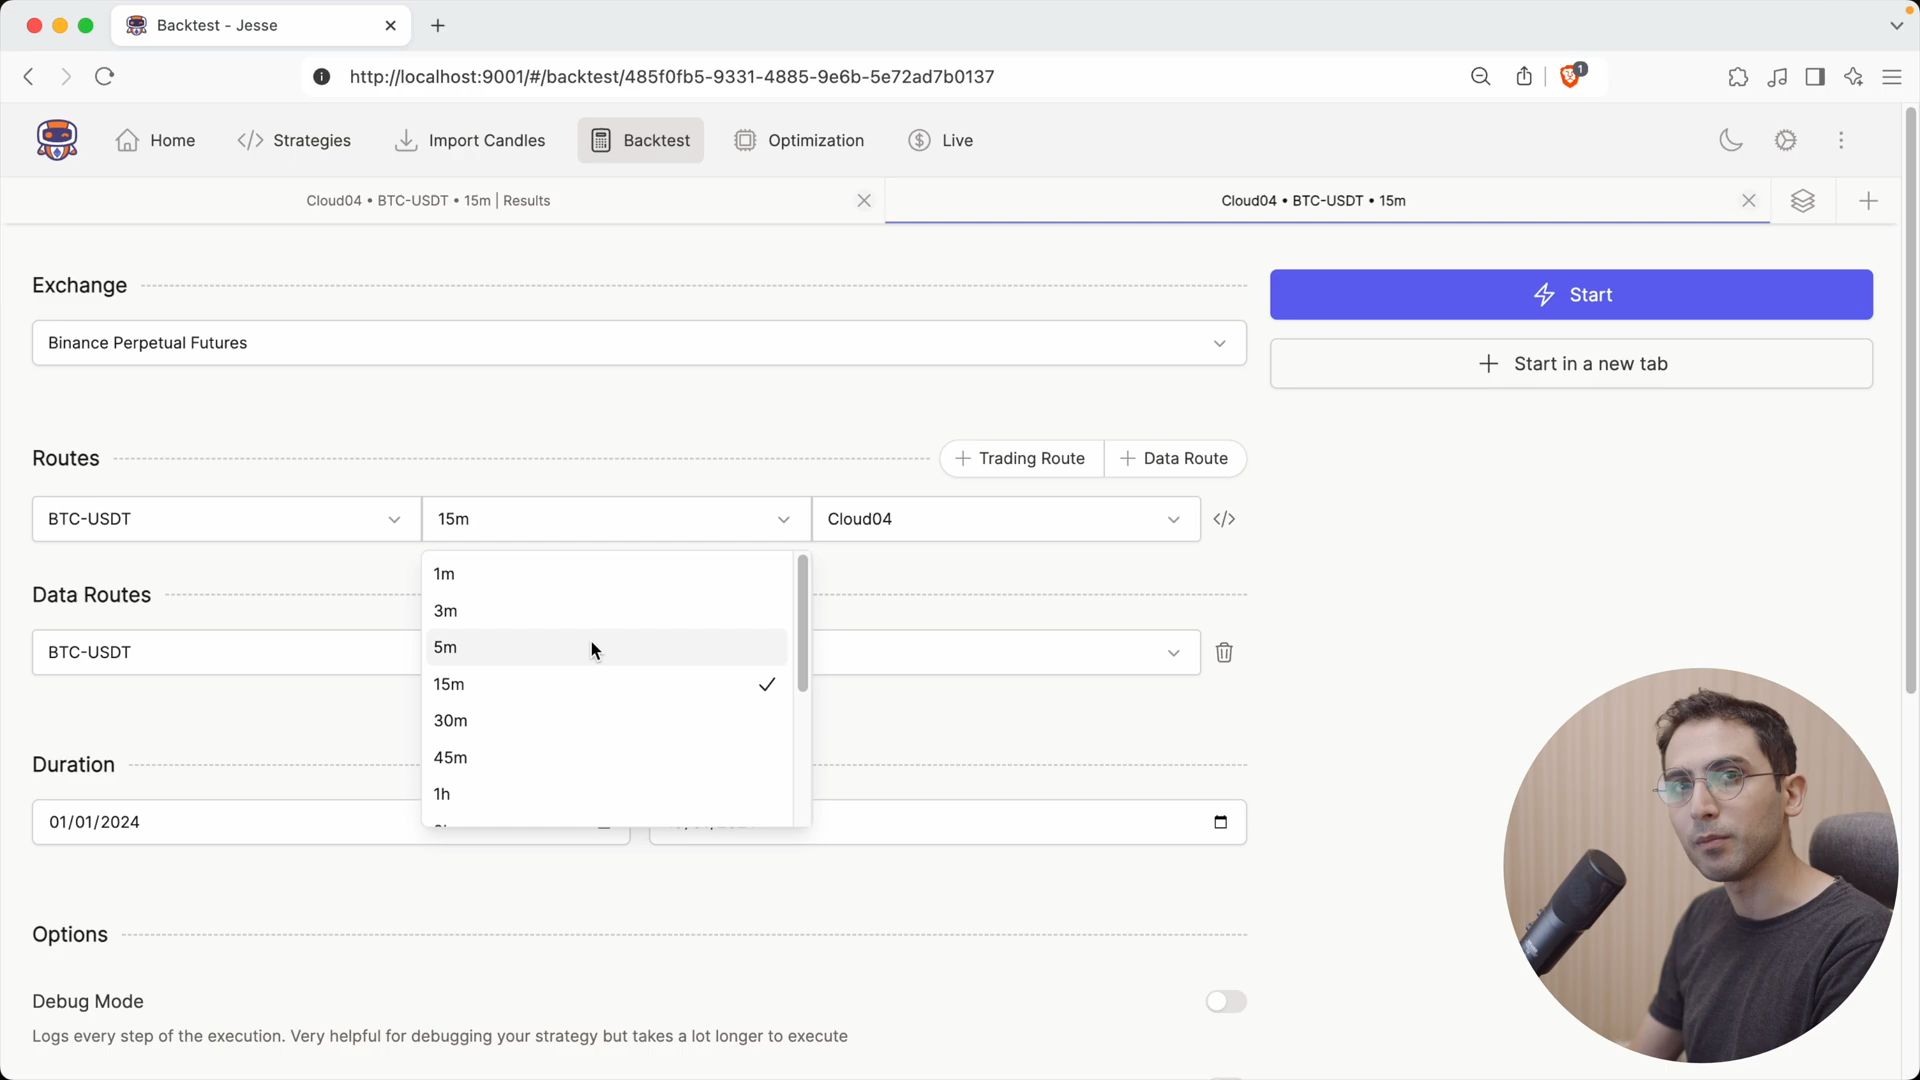 Backtest - Jesse
http://localhost:9001/#/backtest/485f0fb5-9331-4885-9e6b-5e72ad7b0137
1
Home
Strategies
Import Candles
Backtest
Optimization
Live
Cloud04 • BTC-USDT • 15m | Results
Cloud04 • BTC-USDT • 15m
Exchange
Start
Binance Perpetual Futures
Start in a new tab
Routes
Trading Route
Data Route
BTC-USDT
15m
Cloud04
1m
Data Routes
3m
BTC-USDT
5m
15m
30m
45m
Duration
1h
01/01/2024
Options
Debug Mode
Logs every step of the execution. Very helpful for debugging your strategy but takes a lot longer to execute